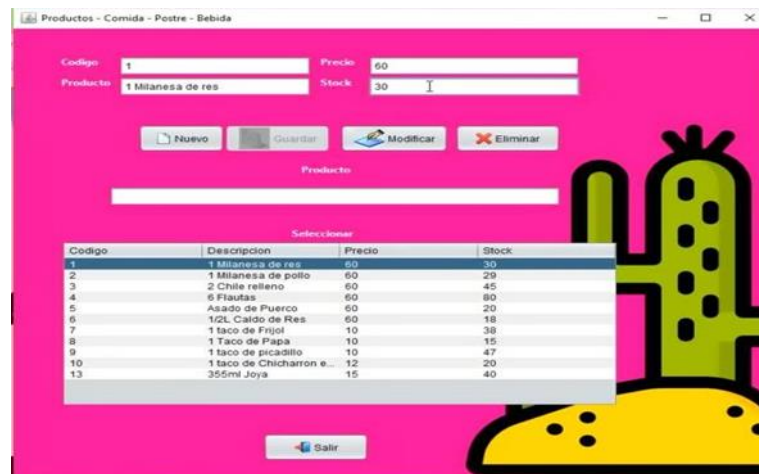 Productos - Comida - Postre - Bebida
Codigo 1 Precio 60
Producto 1 Milanesa de res Stock 30
Nuevo Guardar Modificar Eliminar
Producto
Seleccionar
Codigo Descripcion Precio Stock
1 1 Milanesa de res 60 30
2 1 Milanesa de pollo 60 29
3 2 Chile relleno 60 45
4 6 Flautas 60 80
5 Asado de Puerco 60 20
6 1/2L Caldo de Res 60 18
7 1 taco de Frijol 10 38
8 1 Taco de Papa 10 15
9 1 taco de picadillo 10 47
10 1 taco de Chicharron e... 12 20
13 355ml Joya 15 40
Salir